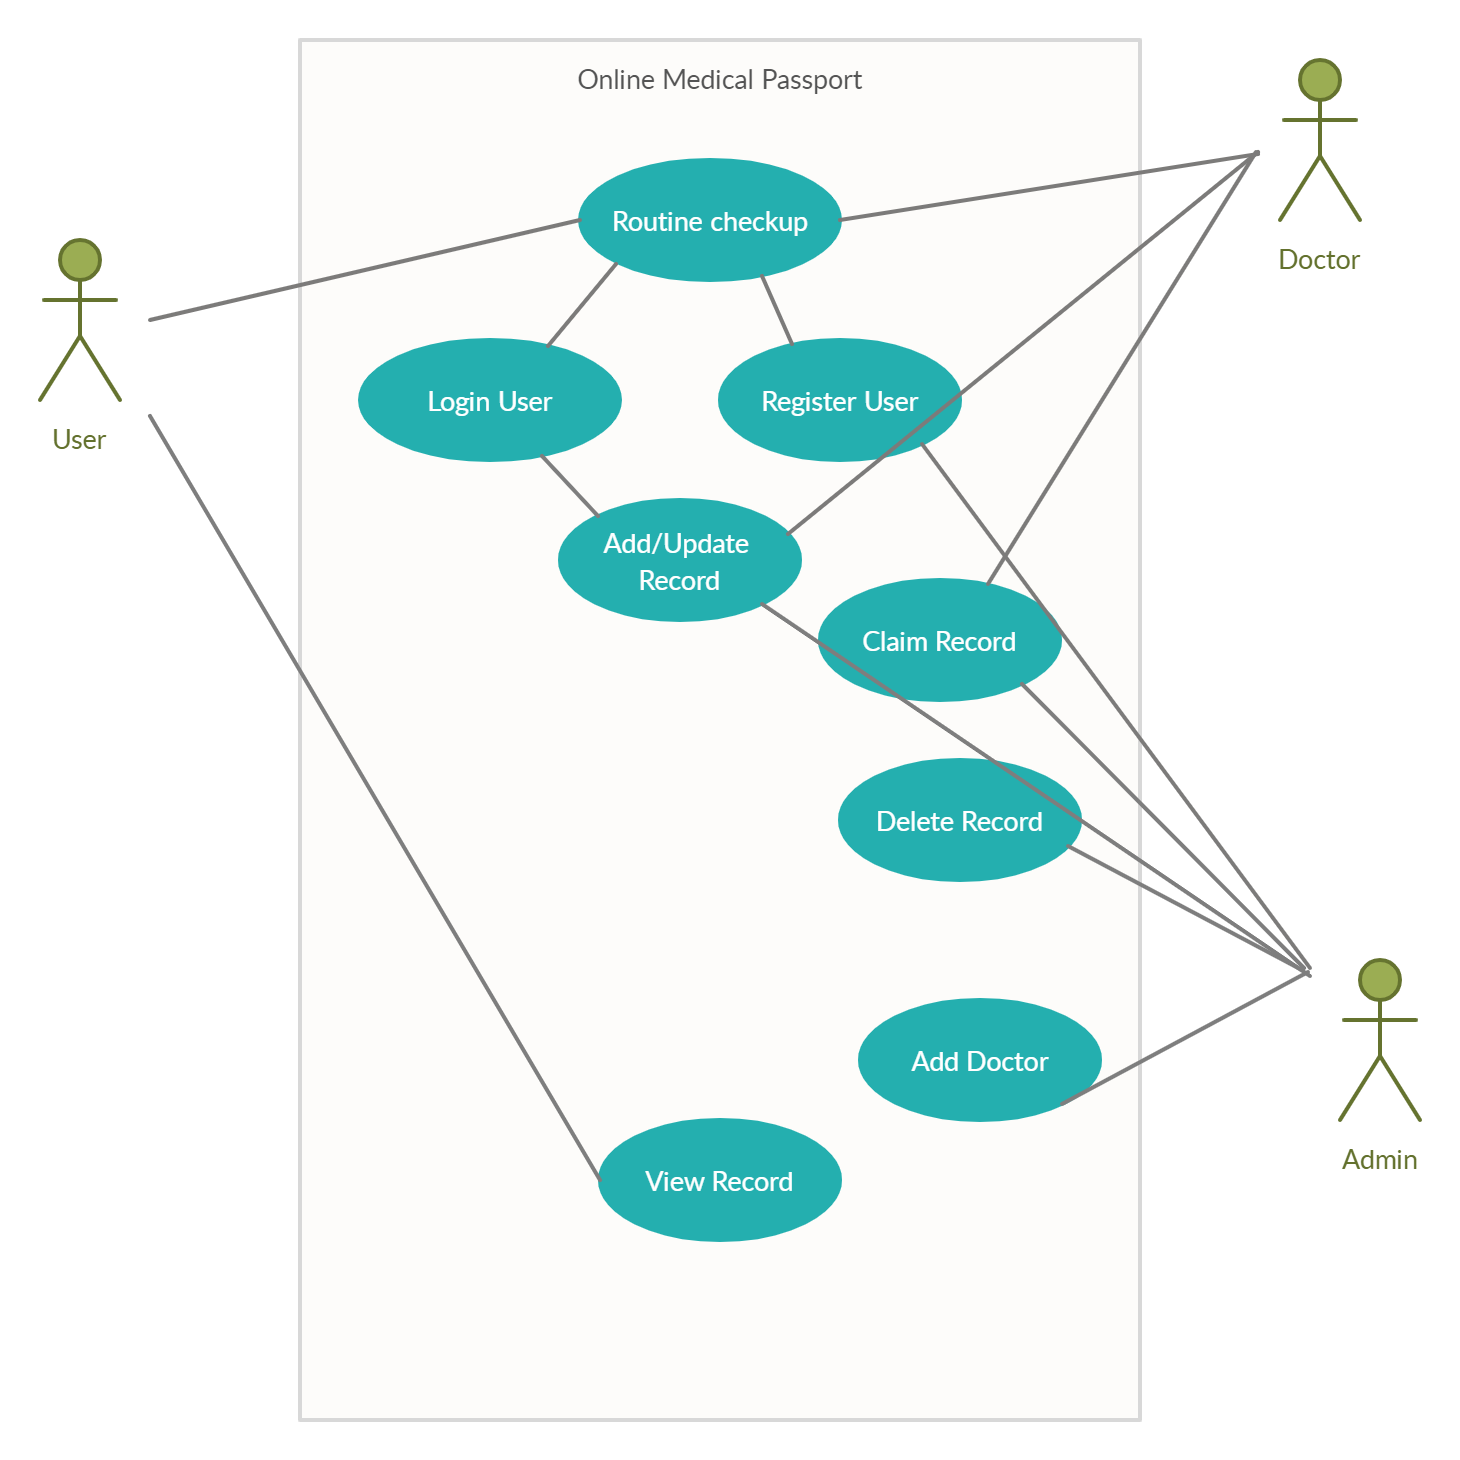 Online Medical Passport
Routine checkup
Doctor
Login User
Register User
User
Add/Update
Record
Claim Record
Delete Record
Add Doctor
Admin
View Record